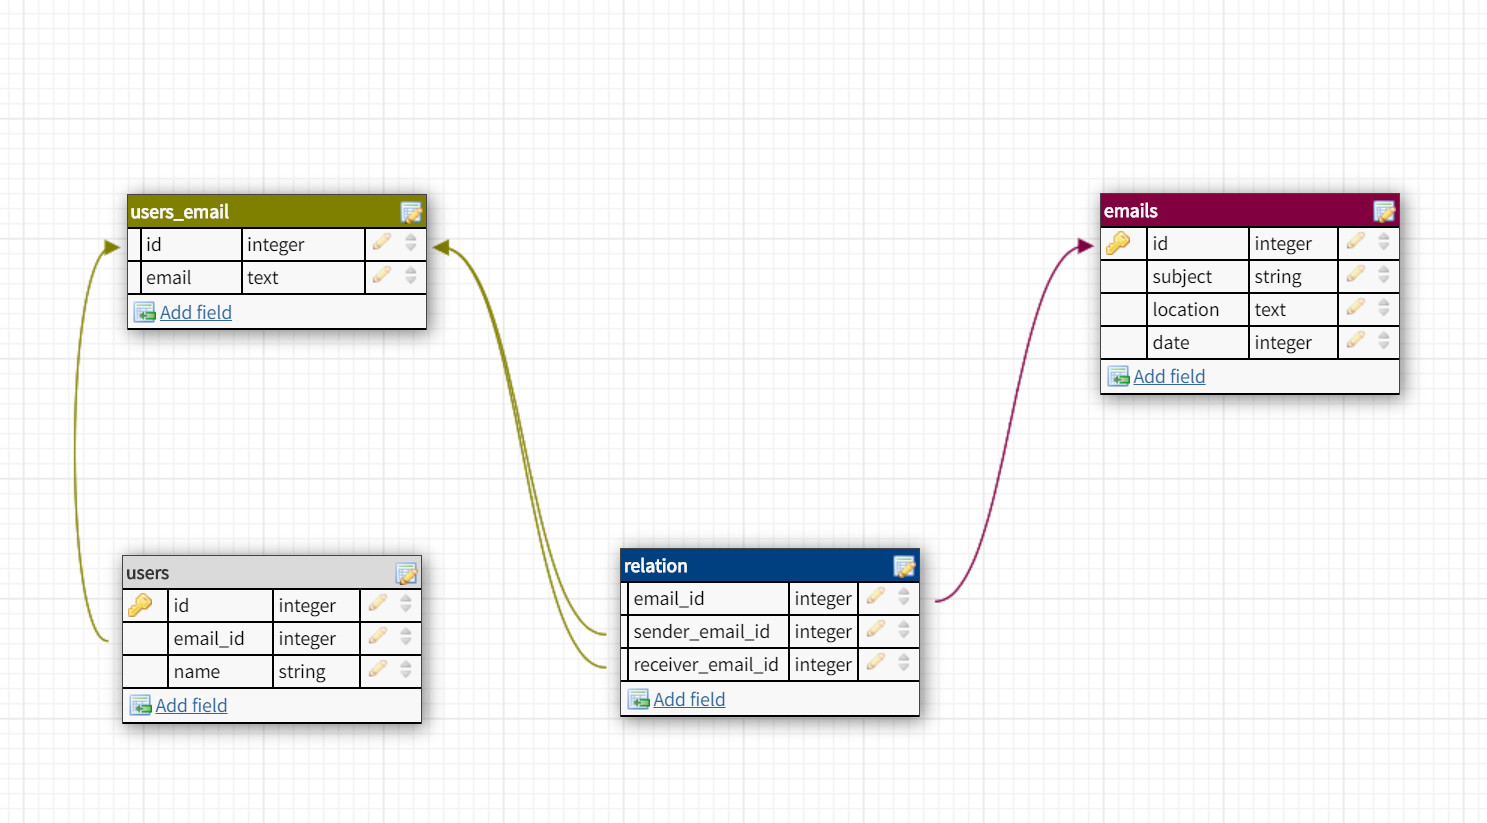 users_email
id integer
email text
Add field
emails
id integer
subject string
location text
date integer
Add field
users
id integer
email_id integer
name string
Add field
relation
email_id integer
sender_email_id integer
receiver_email_id integer
Add field